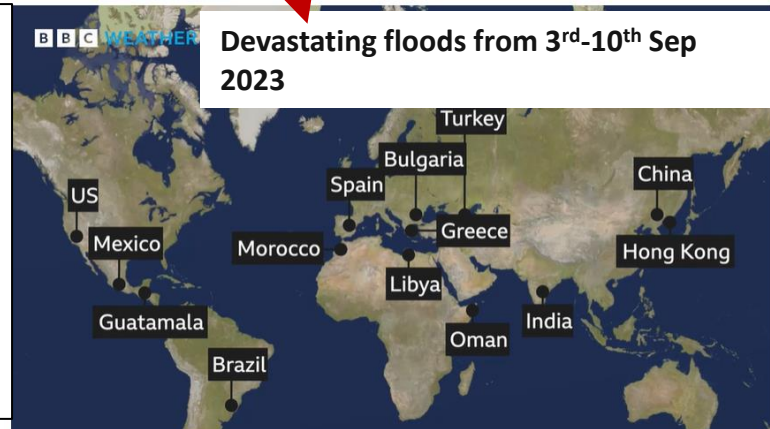 BBC WEATHER
Devastating floods from 3rd-10th Sep
2023
Turkey
Bulgaria
China
Spain
US
Greece
Mexico
Morocco
Hong Kong
Libya
Guatamala
India
Oman
Brazil